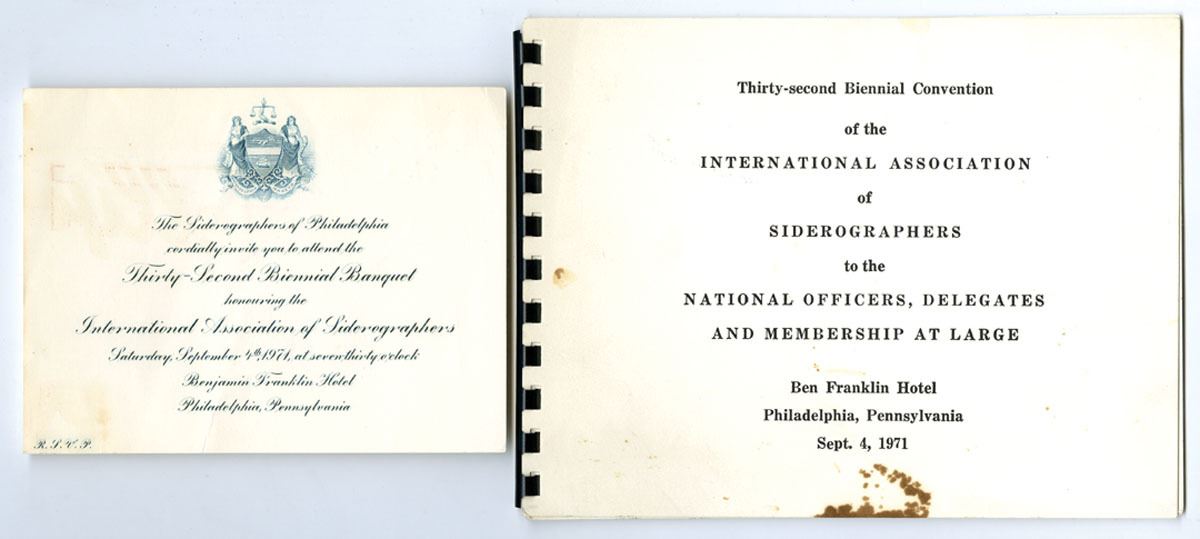 The Siderographers of Philadelphia
cordially invite you to attend the
Thirty-Second Biennial Banquet
honouring the
International Association of Siderographers
Saturday, September 4th, 1971, at seven thirty o'clock
Benjamin Franklin Hotel
Philadelphia, Pennsylvania
R.S.V.P.
Thirty-second Biennial Convention
of the
INTERNATIONAL ASSOCIATION
of
SIDEROGRAPHERS
to the
NATIONAL OFFICERS, DELEGATES
AND MEMBERSHIP AT LARGE
Ben Franklin Hotel
Philadelphia, Pennsylvania
Sept. 4, 1971